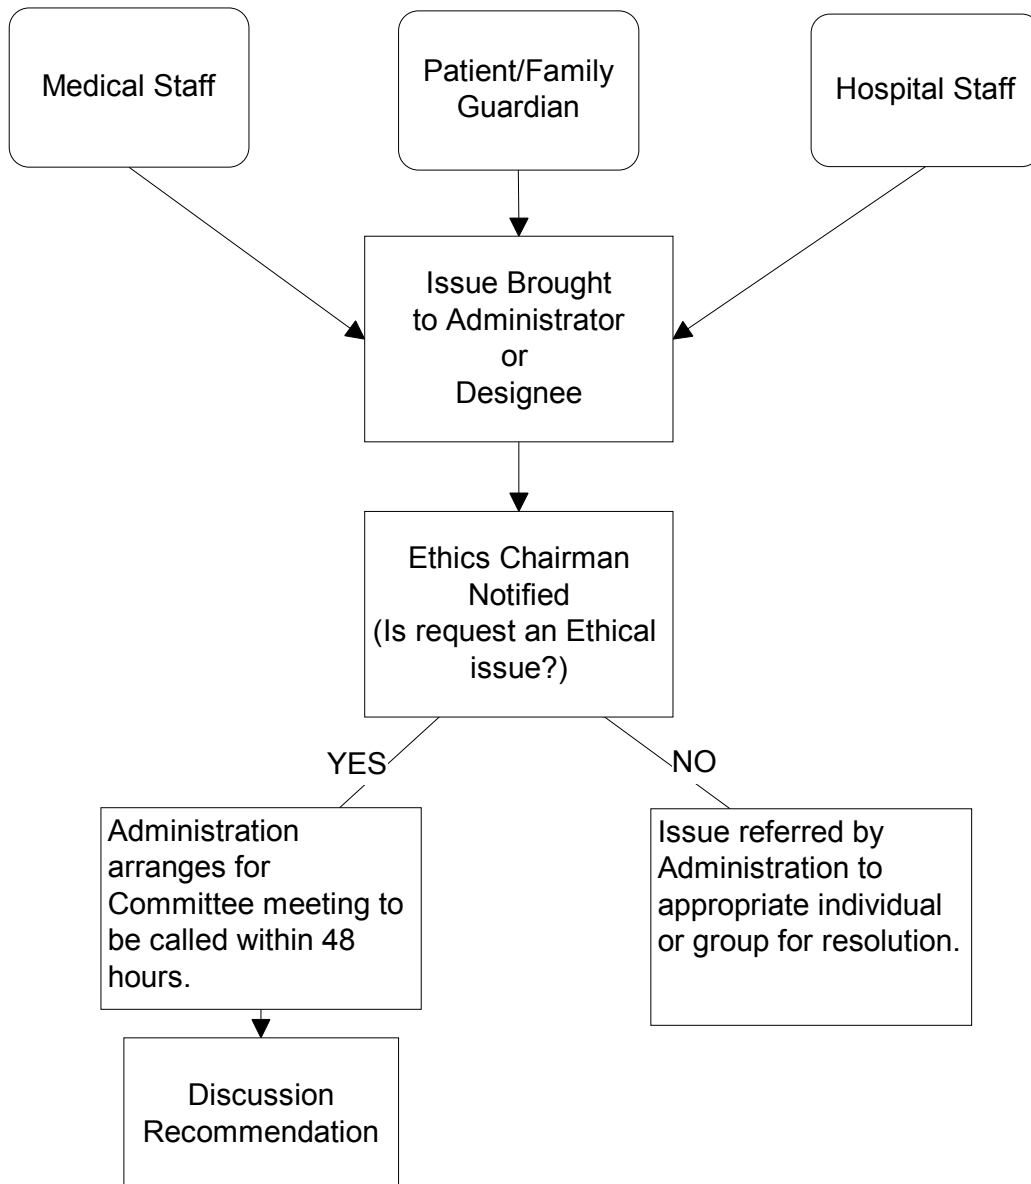 Medical Staff
Patient/Family
Guardian
Hospital Staff
Issue Brought
to Administrator
or
Designee
Ethics Chairman
Notified
(Is request an Ethical
issue?)
YES
NO
Administration
arranges for
Committee meeting to
be called within 48
hours.
Issue referred by
Administration to
appropriate individual
or group for resolution.
Discussion
Recommendation